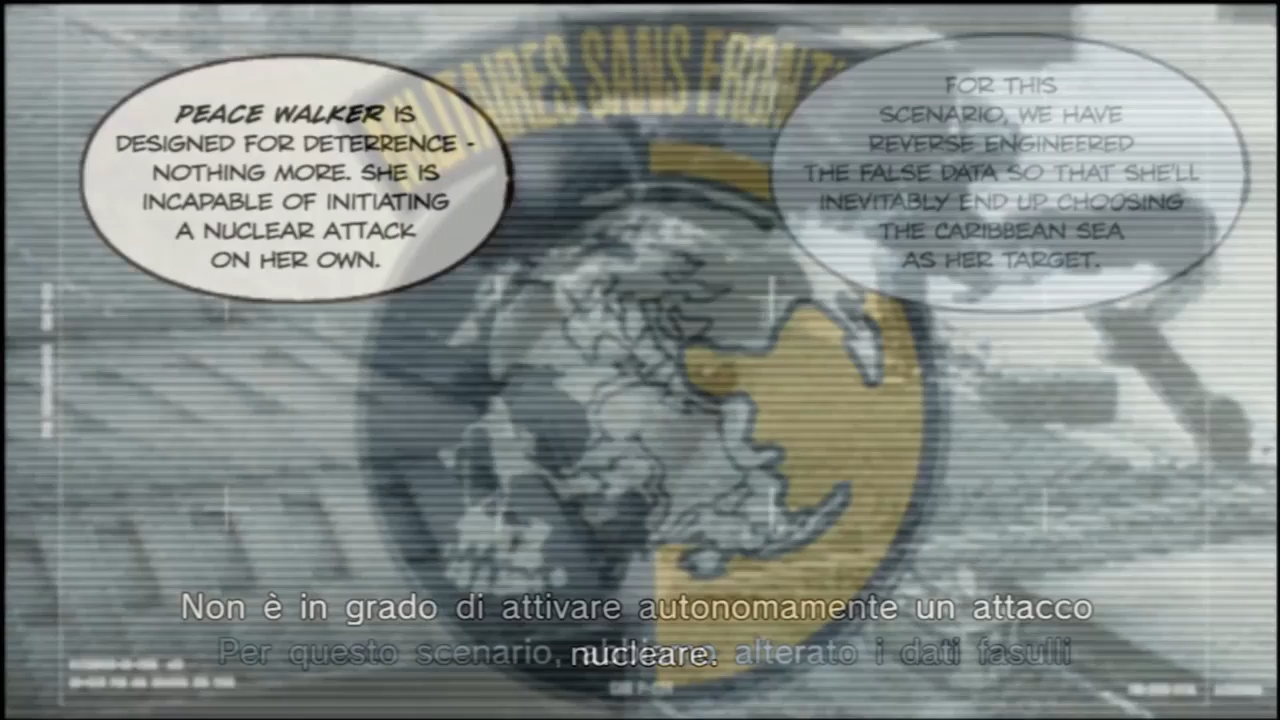 MILITAIRES SANS FRONTI
PEACE WALKER IS
DESIGNED FOR DETERRENCE -
NOTHING MORE. SHE IS
INCAPABLE OF INITIATING
A NUCLEAR ATTACK
ON HER OWN.
FOR THIS
SCENARIO, WE HAVE
REVERSE ENGINEERED
THE FALSE DATA SO THAT SHE'LL
INEVITABLY END UP CHOOSING
THE CARIBBEAN SEA
AS HER TARGET.
Non è in grado di attivare autonomamente un attacco
nucleare.
Per questo scenario, alterato i dati fasulli